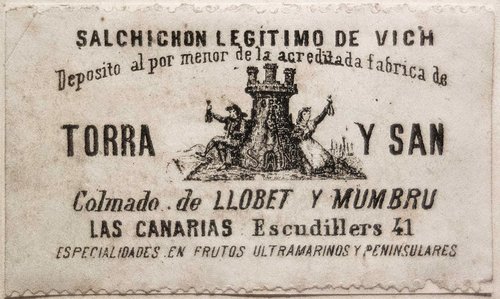 SALCHICHON LEGÍTIMO DE VICH
Deposito al por menor de la acreditada fabrica de
TORRA Y SAN
Colmado de LLOBET Y MUMBRU
LAS CANARIAS Escudillers 41
ESPECIALIDADES EN FRUTOS ULTRAMARINOS Y PENINSULARES